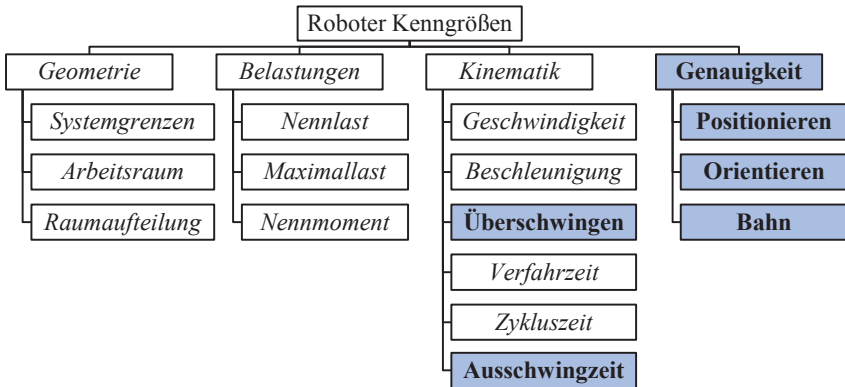 Roboter Kenngrößen
Geometrie
Systemgrenzen
Arbeitsraum
Raumaufteilung
Belastungen
Nennlast
Maximallast
Nennmoment
Kinematik
Geschwindigkeit
Beschleunigung
Überschwingen
Verfahrzeit
Zykluszeit
Ausschwingzeit
Genauigkeit
Positionieren
Orientieren
Bahn